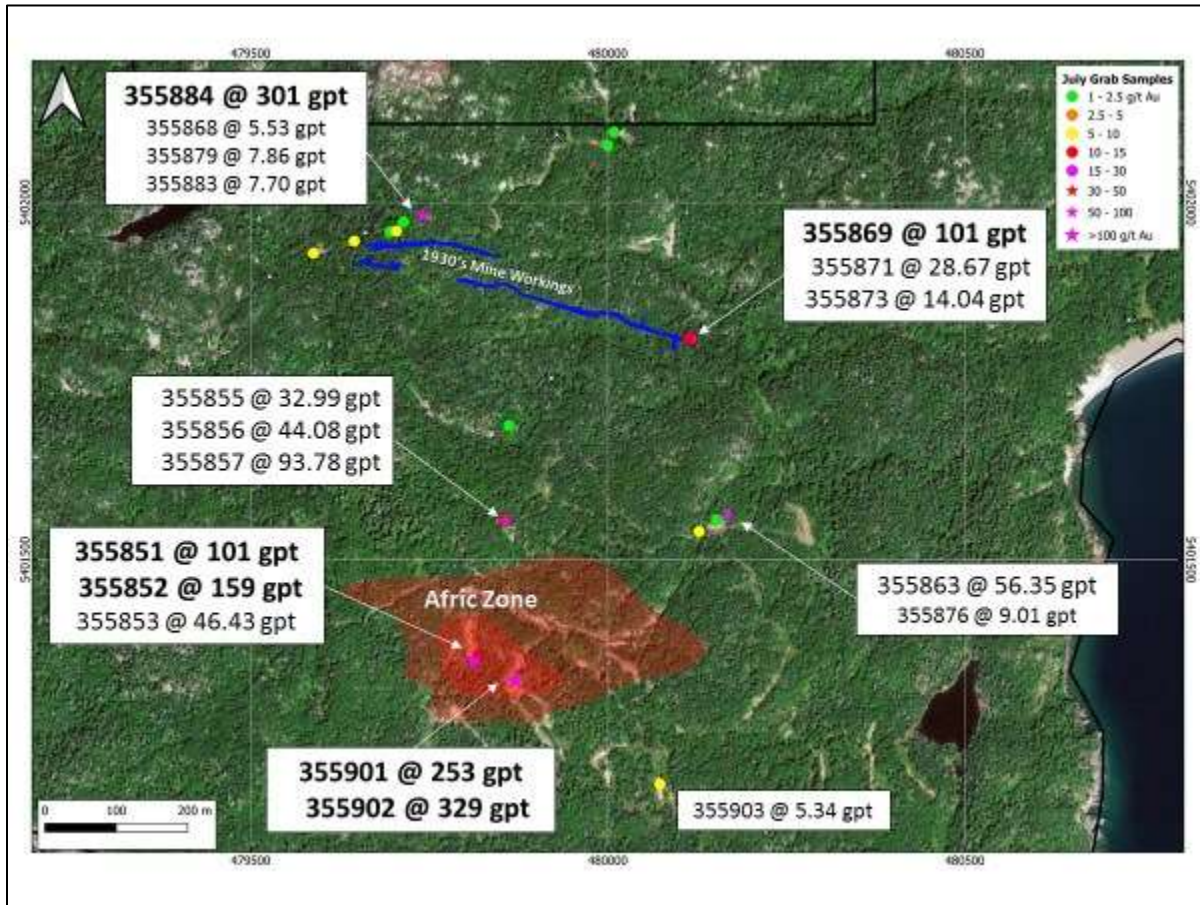 479500 480000 480500
355884 @ 301 gpt
355868 @ 5.53 gpt
355879 @ 7.86 gpt
355883 @ 7.70 gpt
July Grab Samples
1 - 2.5 g/t Au
2.5 - 5
5 - 10
10 - 15
15 - 30
30 - 50
50 - 100
>100 g/t Au
5402000
5402000
1930's Mine Workings
355869 @ 101 gpt
355871 @ 28.67 gpt
355873 @ 14.04 gpt
355855 @ 32.99 gpt
355856 @ 44.08 gpt
355857 @ 93.78 gpt
5401500
5401500
355851 @ 101 gpt
355852 @ 159 gpt
355853 @ 46.43 gpt
Afric Zone
355863 @ 56.35 gpt
355876 @ 9.01 gpt
355901 @ 253 gpt
355902 @ 329 gpt
355903 @ 5.34 gpt
0 100 200 m
479500 480000 480500